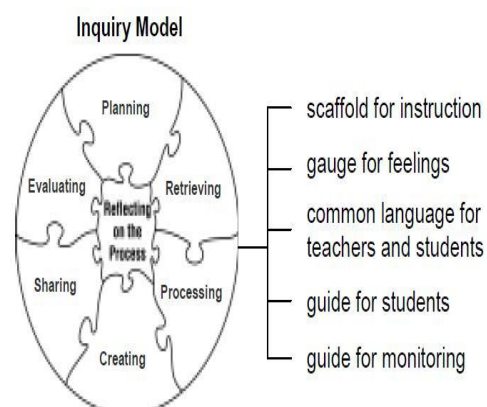 Inquiry Model
Planning
Retrieving
Processing
Creating
Sharing
Evaluating
Reflecting
on the
Process
scaffold for instruction
gauge for feelings
common language for
teachers and students
guide for students
guide for monitoring